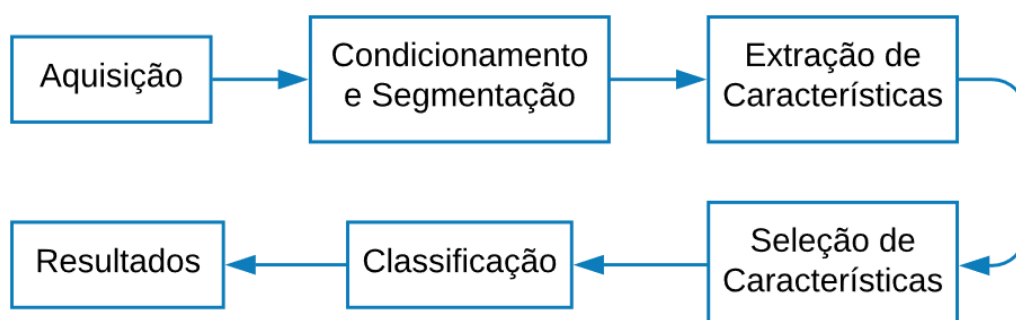 Aquisição
Condicionamento
e Segmentação
Extração de
Características
Seleção de
Características
Classificação
Resultados